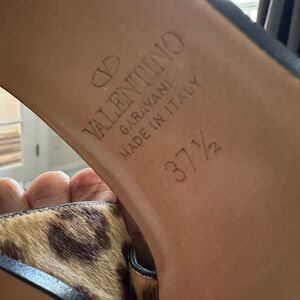 VALENTINO
GARAVANI
MADE IN ITALY
37½